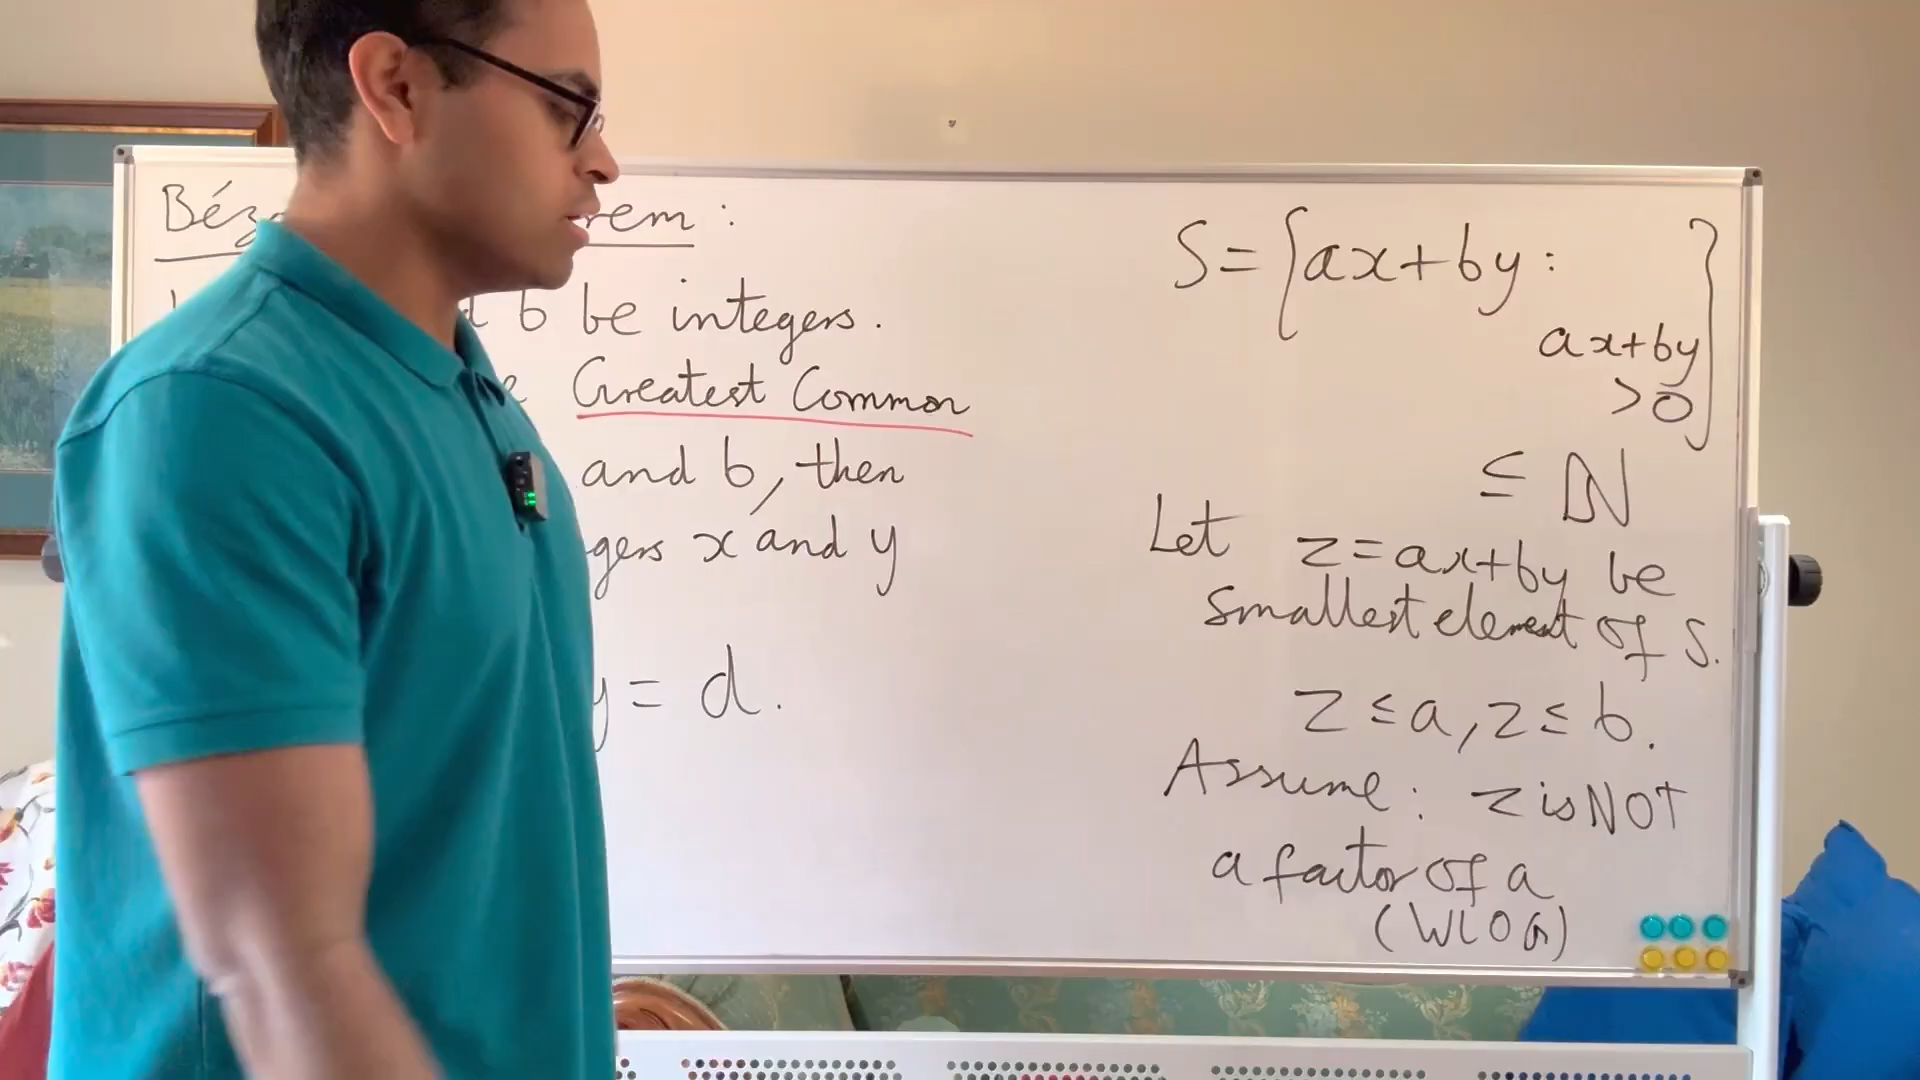 Béz rem :
d b be integers.
e Greatest Common
and b, then
gers x and y
y = d.
S = {ax+by :
ax+by
>0}
⊆ ℕ
Let z=ax+by be
smallest element of S.
z ≤ a, z ≤ b.
Assume : z is NOT
a factor of a
(WLOG)